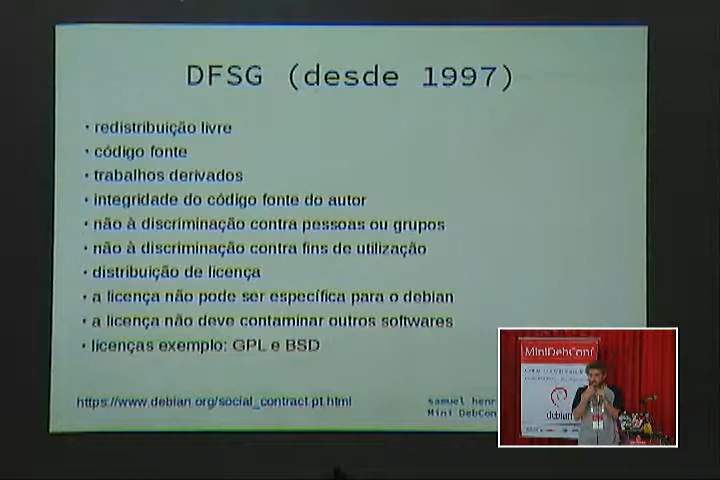 DFSG (desde 1997)
• redistribuição livre
• código fonte
• trabalhos derivados
• integridade do código fonte do autor
• não à discriminação contra pessoas ou grupos
• não à discriminação contra fins de utilização
• distribuição de licença
• a licença não pode ser específica para o debian
• a licença não deve contaminar outros softwares
• licenças exemplo: GPL e BSD
https://www.debian.org/social_contract.pt.html
samuel henr
Mini DebCon
MiniDebConf
debian